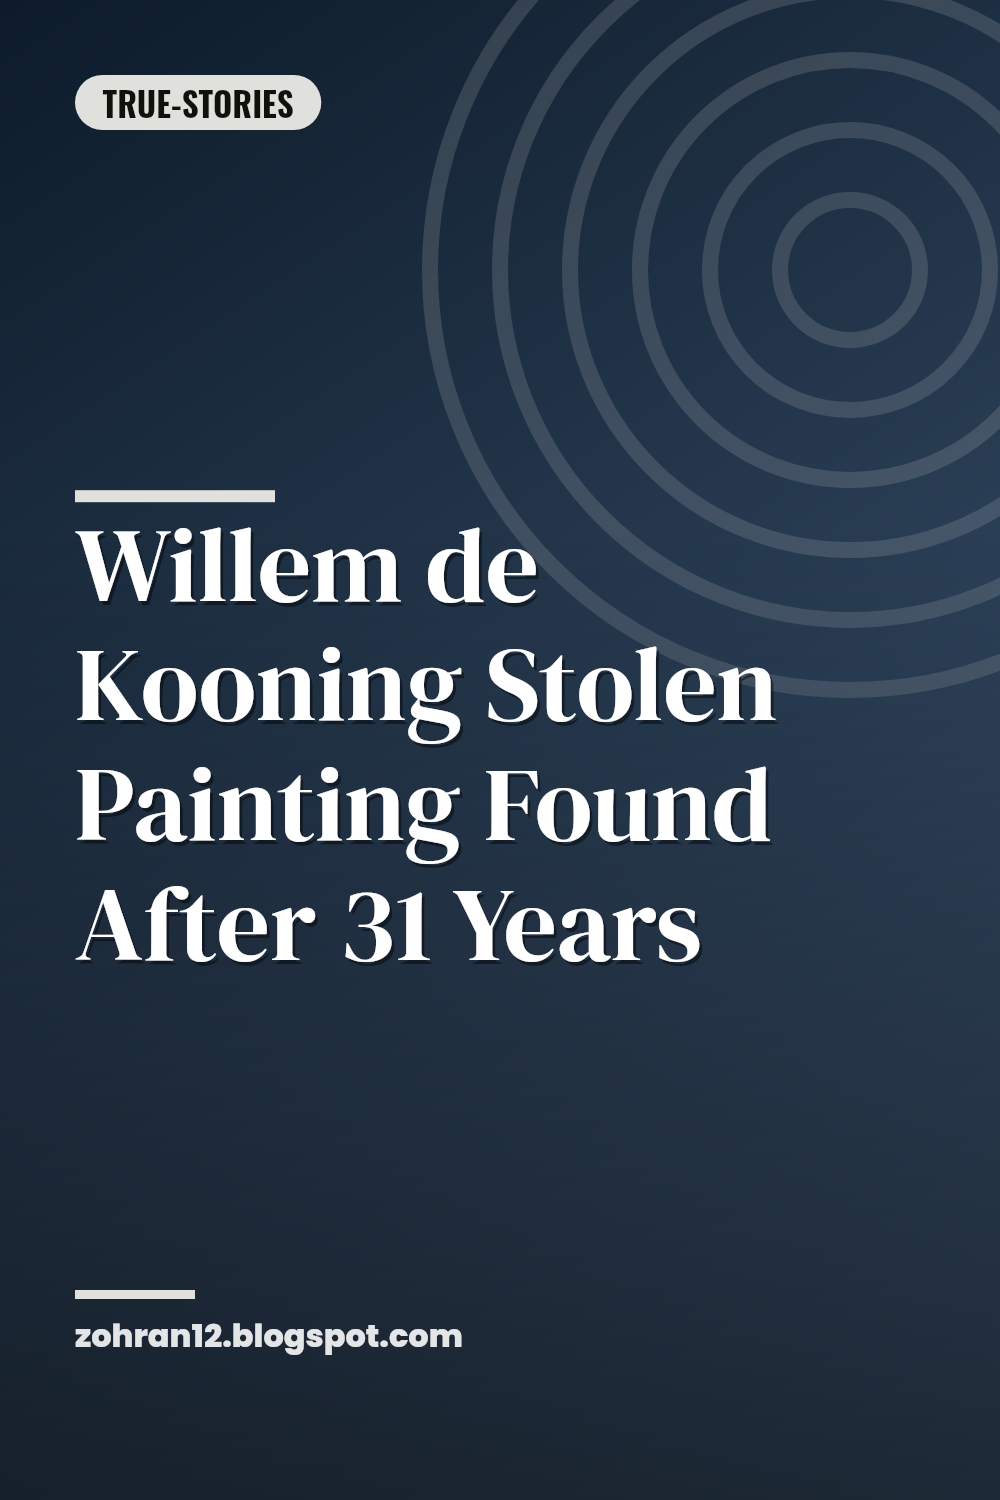 TRUE-STORIES
Willem de
Kooning Stolen
Painting Found
After 31 Years
zohran12.blogspot.com